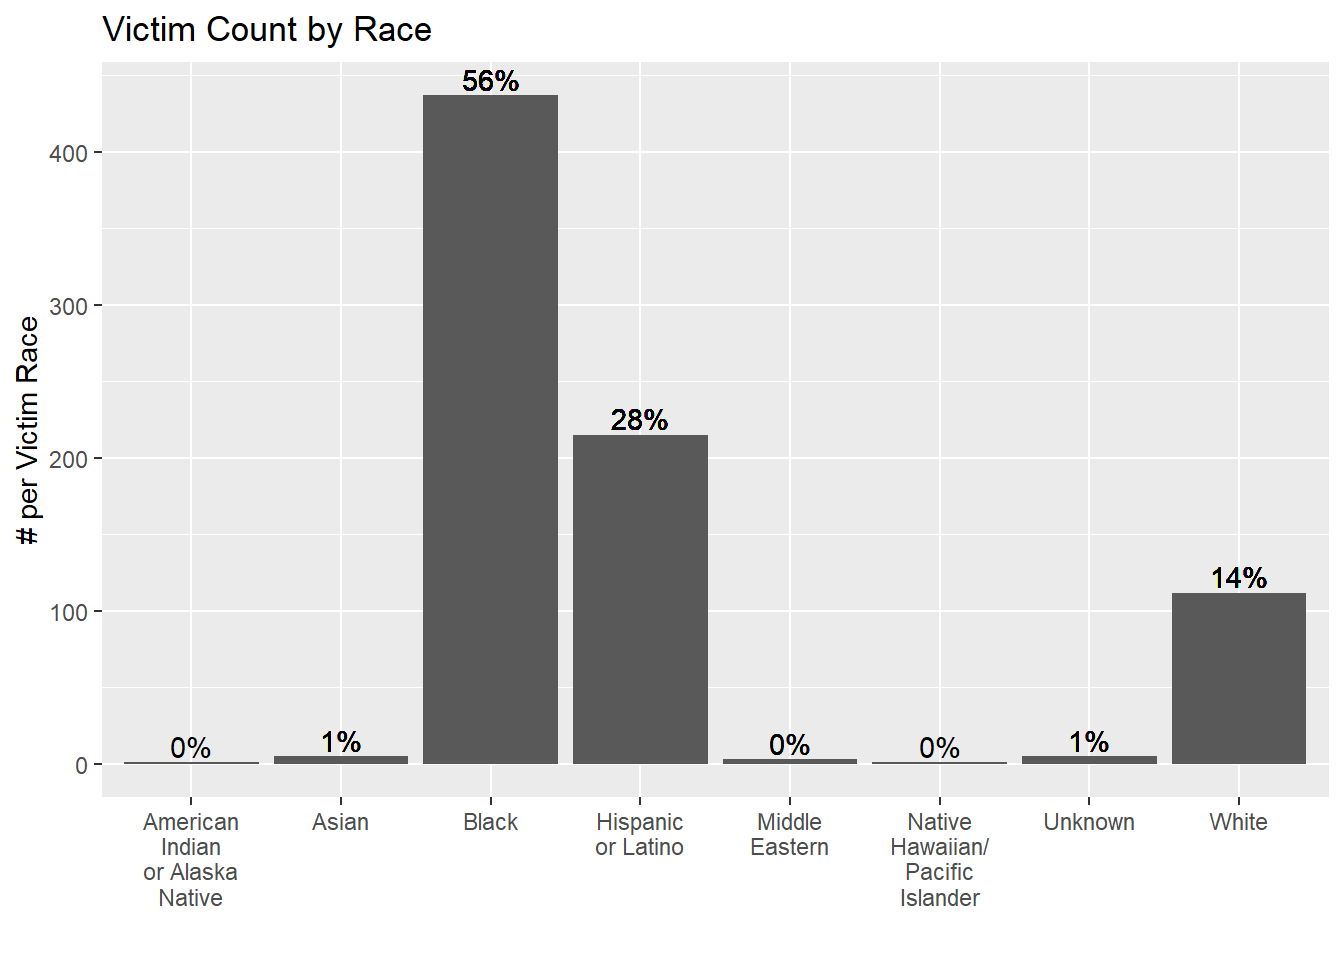 Victim Count by Race
# per Victim Race
400
300
200
100
0
0%
1%
56%
28%
0%
0%
1%
14%
American
Indian
or Alaska
Native
Asian
Black
Hispanic
or Latino
Middle
Eastern
Native
Hawaiian/
Pacific
Islander
Unknown
White